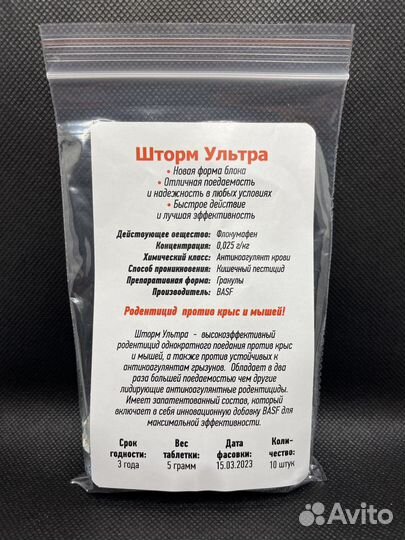 Шторм Ультра
• Новая форма блока
• Отличная поедаемость
и надежность в любых условиях
• Быстрое действие
и лучшая эффективность
Действующее вещество: Флокумафен
Концентрация: 0,025 г/кг
Химический класс: Антикоагулянт крови
Способ проникновения: Кишечный пестицид
Препаративная форма: Гранулы
Производитель: BASF
Родентицид против крыс и мышей!
Шторм Ультра - высокоэффективный
родентицид однократного поедания против крыс
и мышей, а также против устойчивых к
антикоагулянтам грызунов. Обладает в два
раза большей поедаемостью чем другие
лидирующие антикоагулянтные родентициды.
Имеет запатентованный состав, который
включает в себя инновационную добавку BASF для
максимальной эффективности.
Срок годности: 3 года
Вес таблетки: 5 грамм
Дата фасовки: 15.03.2023
Коли-чество: 10 штук
Avito